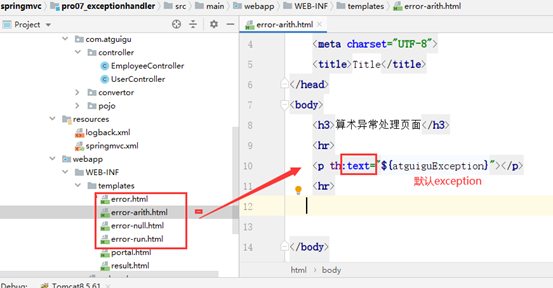 springmvc > pro07_exceptionhandler > src > main > webapp > WEB-INF > templates > error-arith.html
Project
com.atguigu
controller
EmployeeController
UserController
convertor
pojo
resources
logback.xml
springmvc.xml
webapp
WEB-INF
templates
error.html
error-arith.html
error-null.html
error-run.html
portal.html
result.html
error-arith.html
4 <meta charset="UTF-8">
5 <title>Title</title>
6 </head>
7 <body>
8 <h3>算术异常处理页面</h3>
9 <hr>
10 <p th:text="${atguiguException}"></p>
11 <hr>
默认exception
12
13
14 </body>
html > body
Debug: Tomcat8.5.61